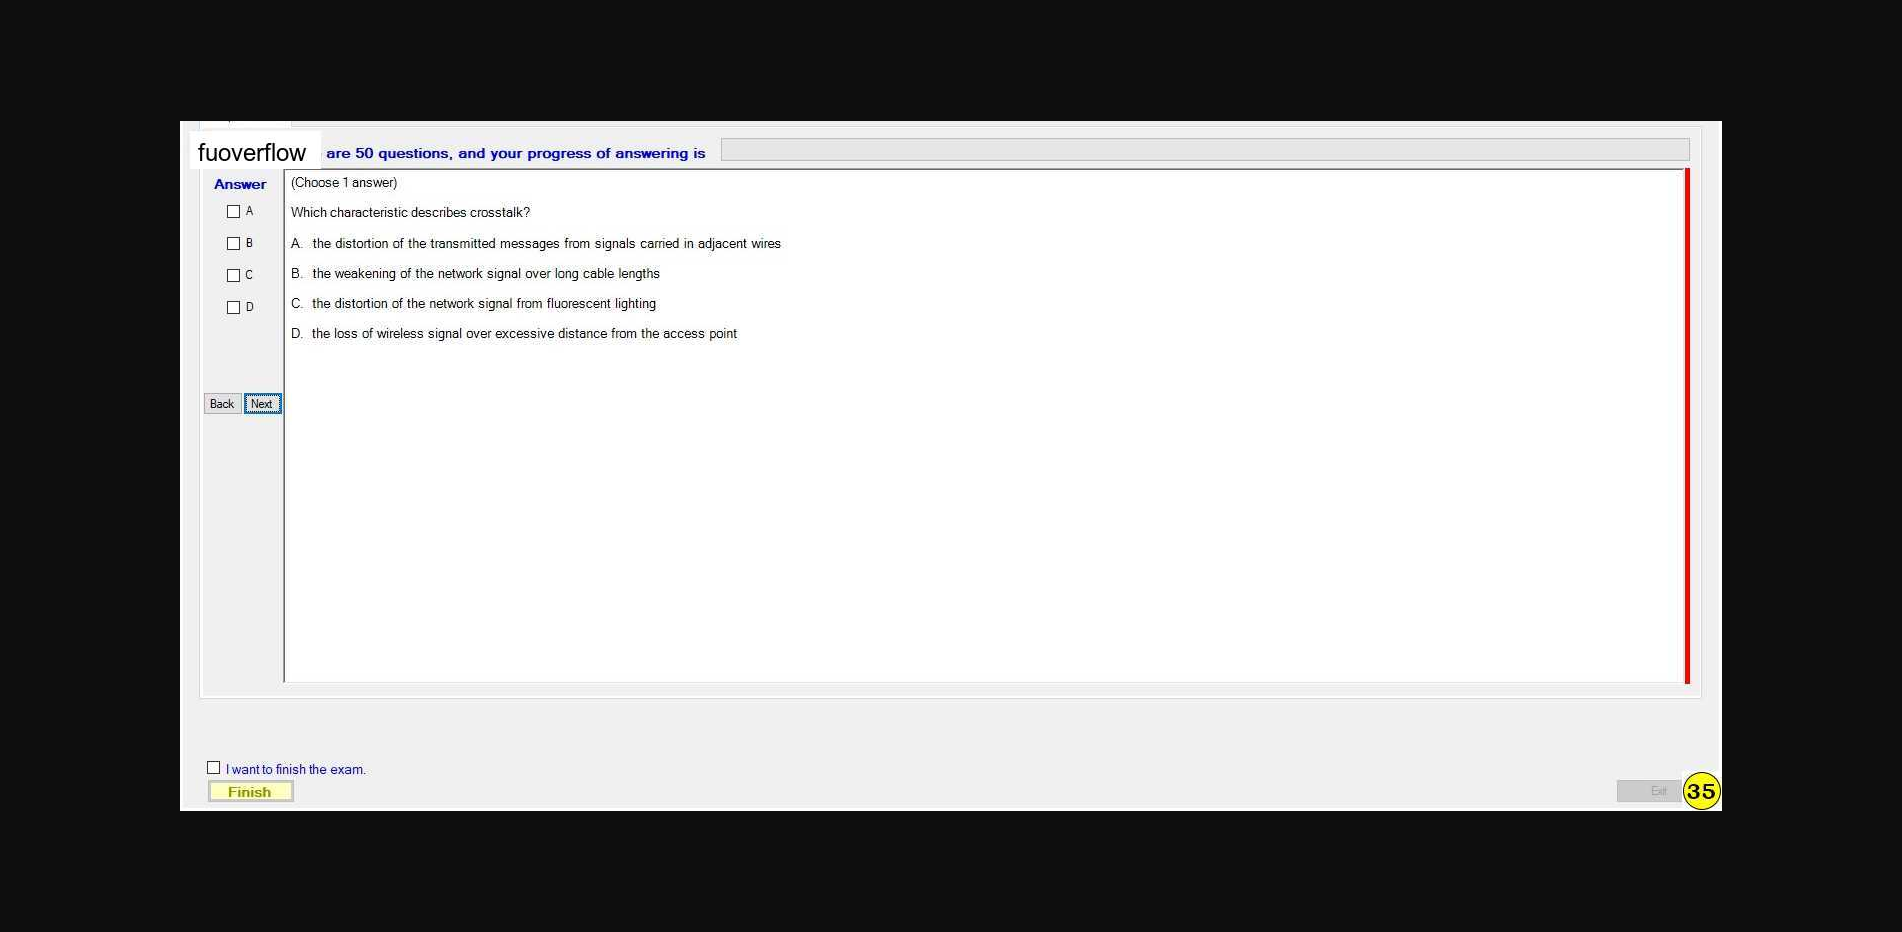 fuoverflow are 50 questions, and your progress of answering is
Answer
A
B
C
D
Back Next
(Choose 1 answer)
Which characteristic describes crosstalk?
A. the distortion of the transmitted messages from signals carried in adjacent wires
B. the weakening of the network signal over long cable lengths
C. the distortion of the network signal from fluorescent lighting
D. the loss of wireless signal over excessive distance from the access point
I want to finish the exam.
Finish
Exit
35